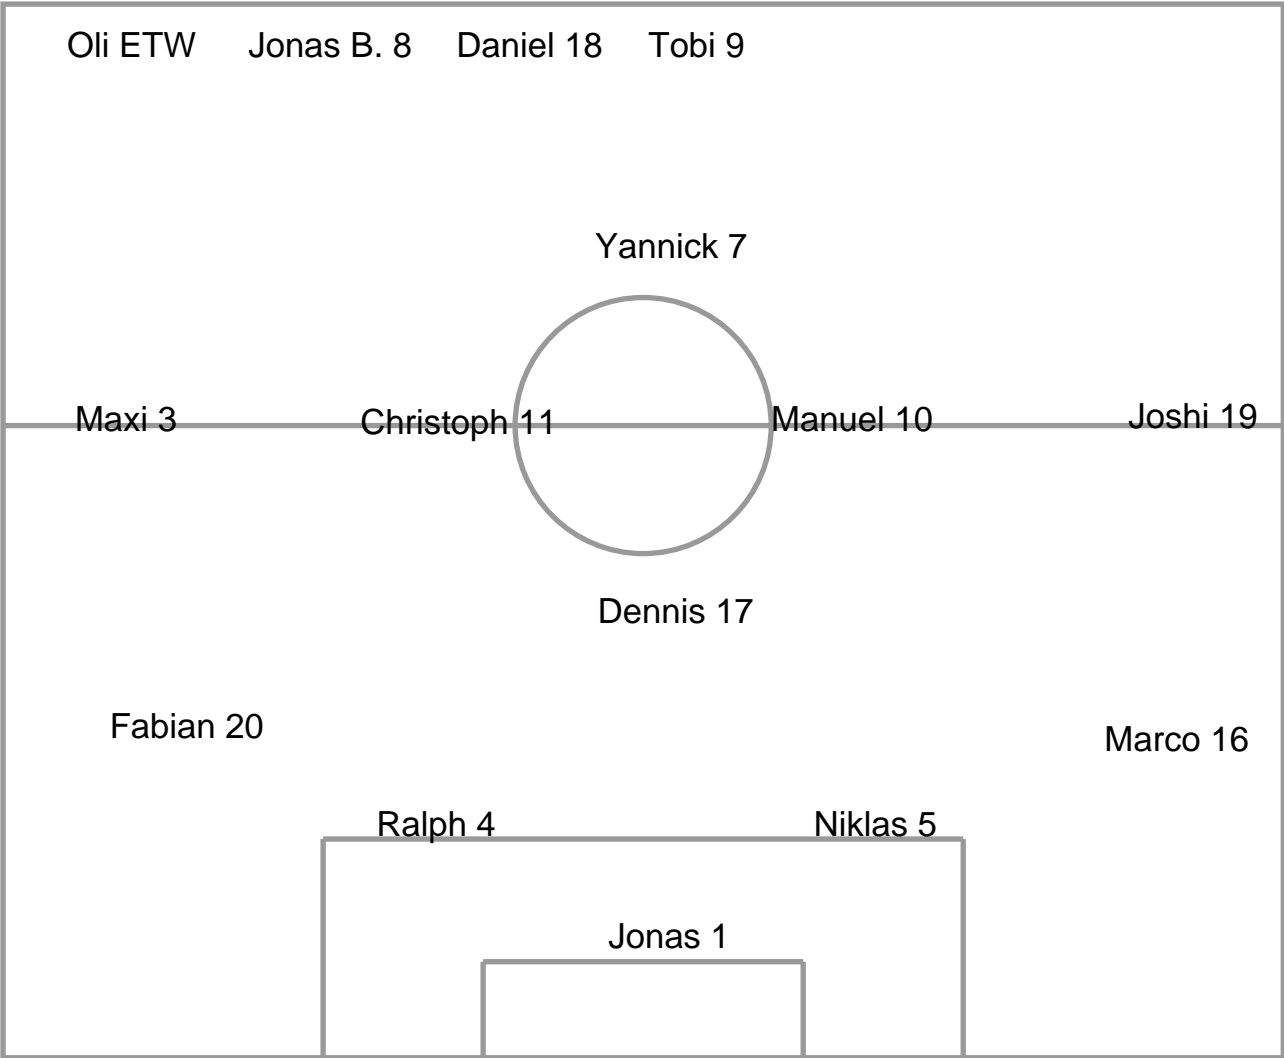 Oli ETW Jonas B. 8 Daniel 18 Tobi 9
Yannick 7
Maxi 3 Christoph 11 Manuel 10 Joshi 19
Dennis 17
Fabian 20 Marco 16
Ralph 4 Niklas 5
Jonas 1